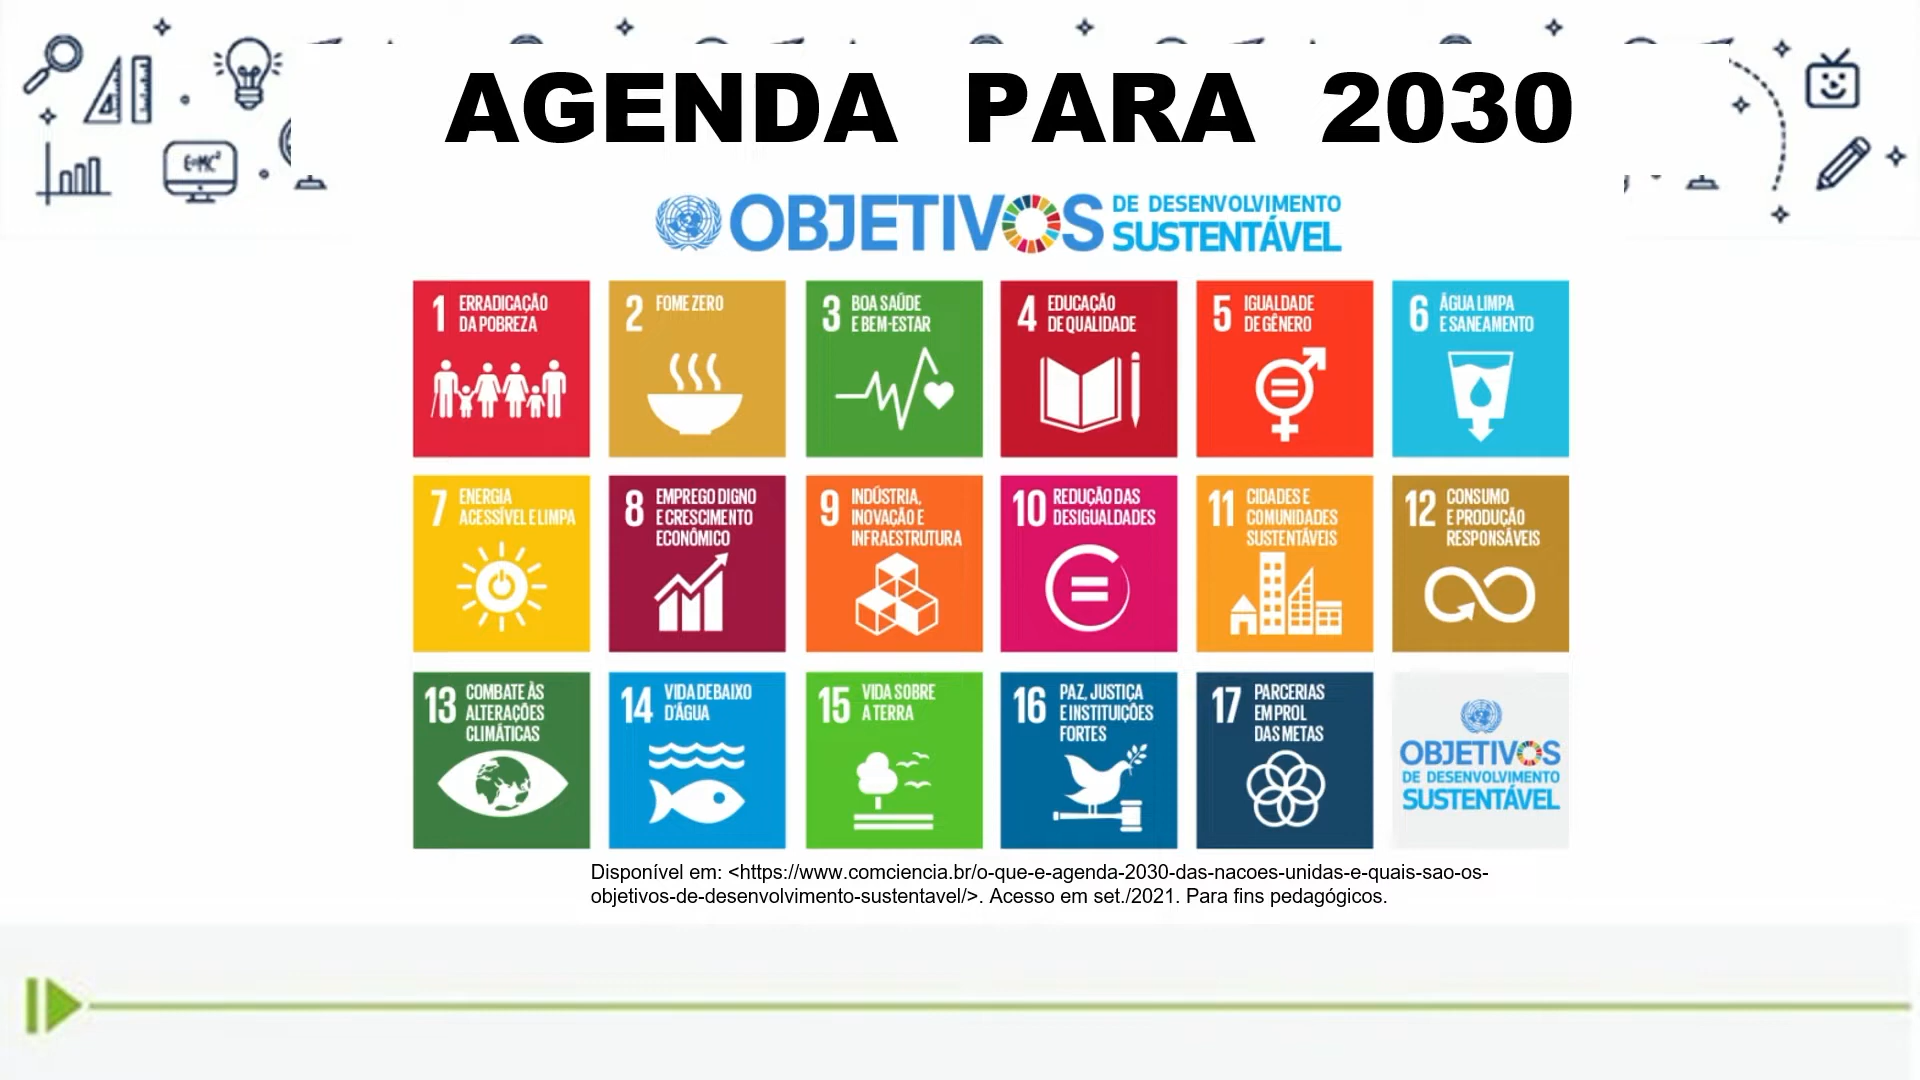 AGENDA PARA 2030
E=MC²
OBJETIVOS
DE DESENVOLVIMENTO
SUSTENTÁVEL
1 ERRADICAÇÃO
DA POBREZA
2 FOME ZERO
3 BOA SAÚDE
E BEM-ESTAR
4 EDUCAÇÃO
DE QUALIDADE
5 IGUALDADE
DE GÊNERO
6 ÁGUA LIMPA
E SANEAMENTO
7 ENERGIA
ACESSÍVEL E LIMPA
8 EMPREGO DIGNO
E CRESCIMENTO
ECONÔMICO
9 INDÚSTRIA,
INOVAÇÃO E
INFRAESTRUTURA
10 REDUÇÃO DAS
DESIGUALDADES
11 CIDADES E
COMUNIDADES
SUSTENTÁVEIS
12 CONSUMO
E PRODUÇÃO
RESPONSÁVEIS
13 COMBATE ÀS
ALTERAÇÕES
CLIMÁTICAS
14 VIDA DEBAIXO
D'ÁGUA
15 VIDA SOBRE
A TERRA
16 PAZ, JUSTIÇA
E INSTITUIÇÕES
FORTES
17 PARCERIAS
EM PROL
DAS METAS
OBJETIVOS
DE DESENVOLVIMENTO
SUSTENTÁVEL
Disponível em: <https://www.comciencia.br/o-que-e-agenda-2030-das-nacoes-unidas-e-quais-sao-os-
objetivos-de-desenvolvimento-sustentavel/>. Acesso em set./2021. Para fins pedagógicos.